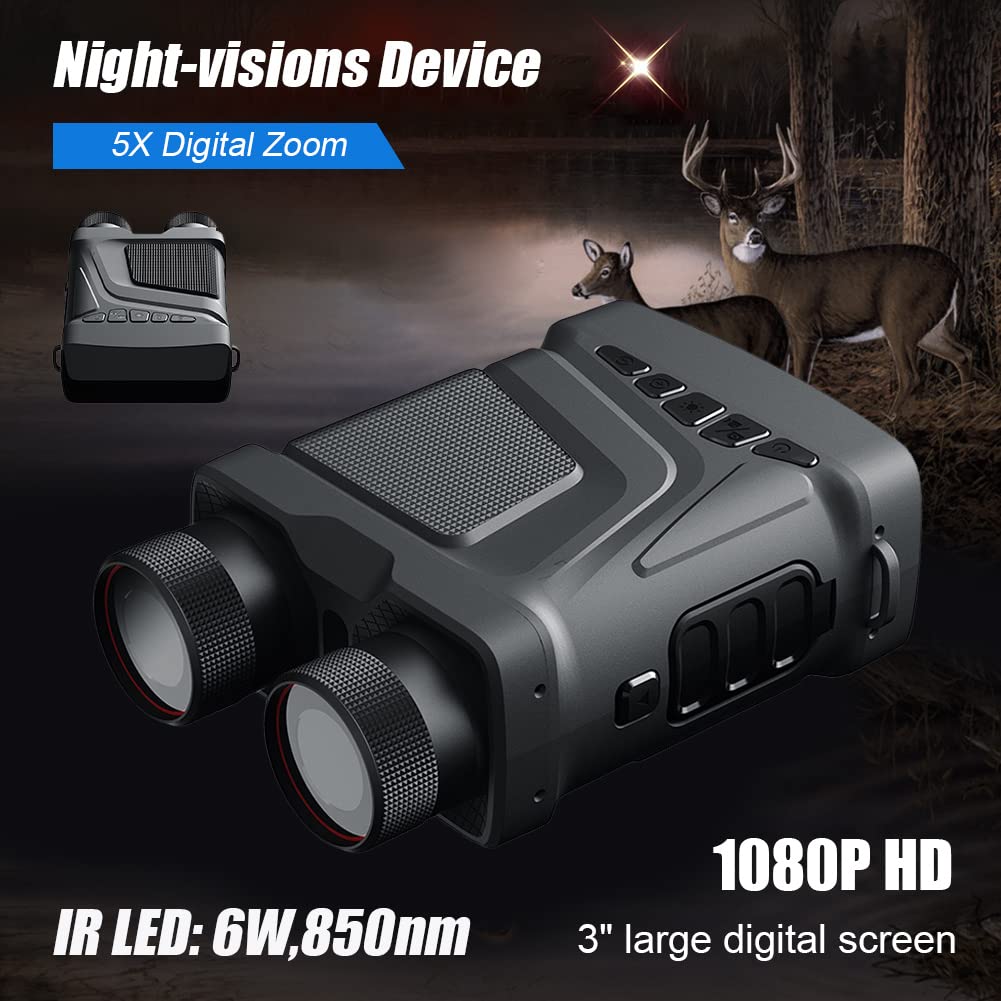 Night-visions Device
5X Digital Zoom
1080P HD
IR LED: 6W,850nm
3" large digital screen